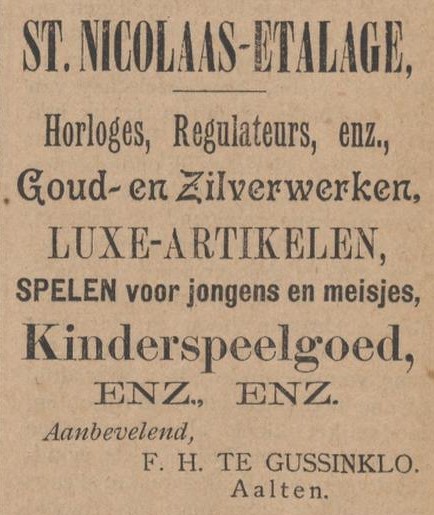 ST. NICOLAAS-ETALAGE,
Horloges, Regulateurs, enz.,
Goud- en Zilverwerken,
LUXE-ARTIKELEN,
SPELEN voor jongens en meisjes,
Kinderspeelgoed,
ENZ., ENZ.
Aanbevelend,
F. H. TE GUSSINKLO.
Aalten.